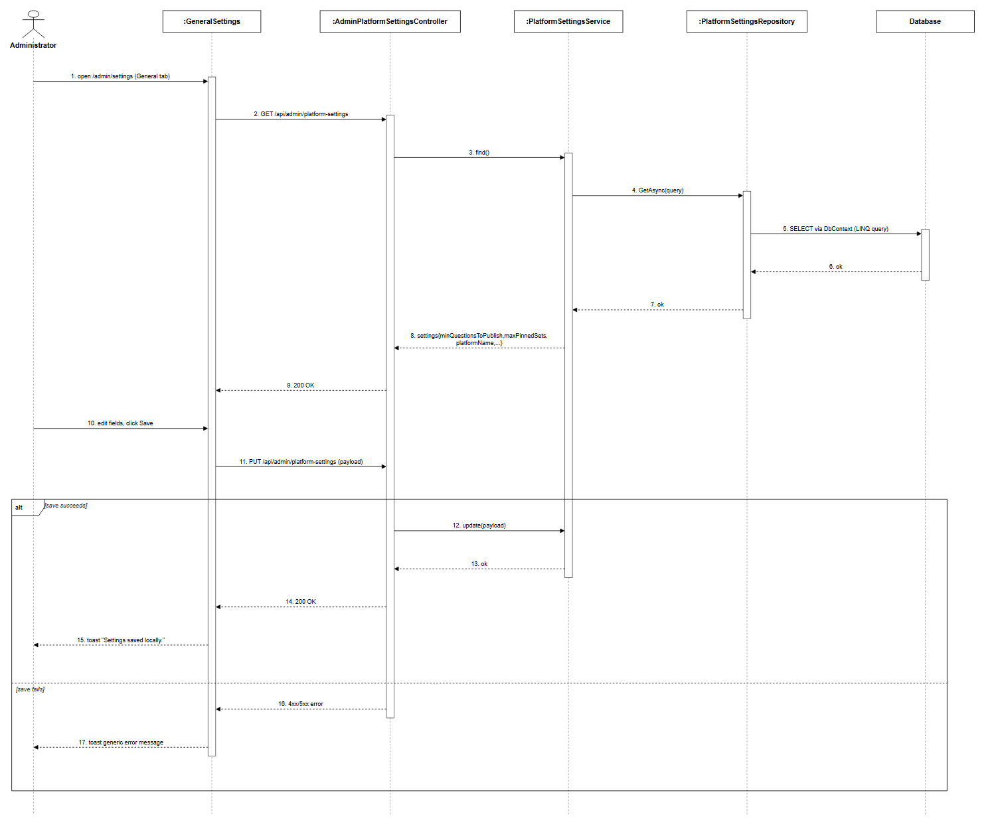 :GeneralSettings
:AdminPlatformSettingsController
:PlatformSettingsService
:PlatformSettingsRepository
Database
Administrator
1. open /admin/settings (General tab)
2. GET /api/admin/platform-settings
3. find()
4. GetAsync(query)
5. SELECT via DbContext (LINQ query)
6. ok
7. ok
8. settings{minQuestionsToPublish,maxPinnedSets,
platformName,...}
9. 200 OK
10. edit fields, click Save
11. PUT /api/admin/platform-settings (payload)
alt
[save succeeds]
12. update(payload)
13. ok
14. 200 OK
15. toast "Settings saved locally."
[save fails]
16. 4xx/5xx error
17. toast generic error message